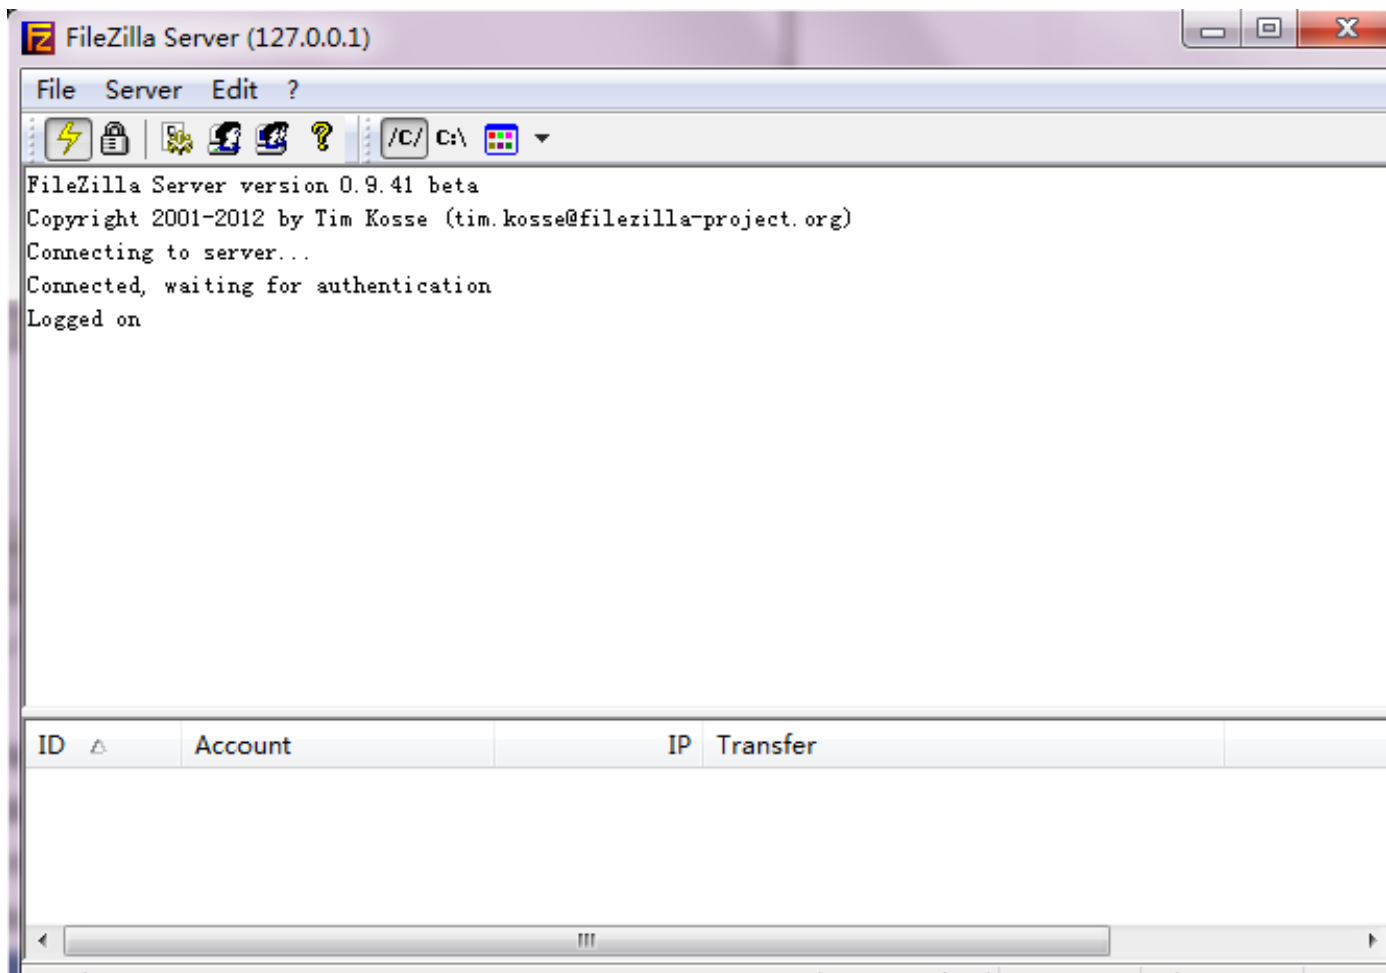 FileZilla Server (127.0.0.1)
File Server Edit ?
/C/ C:\
FileZilla Server version 0.9.41 beta
Copyright 2001-2012 by Tim Kosse (tim.kosse@filezilla-project.org)
Connecting to server...
Connected, waiting for authentication
Logged on
ID Account IP Transfer